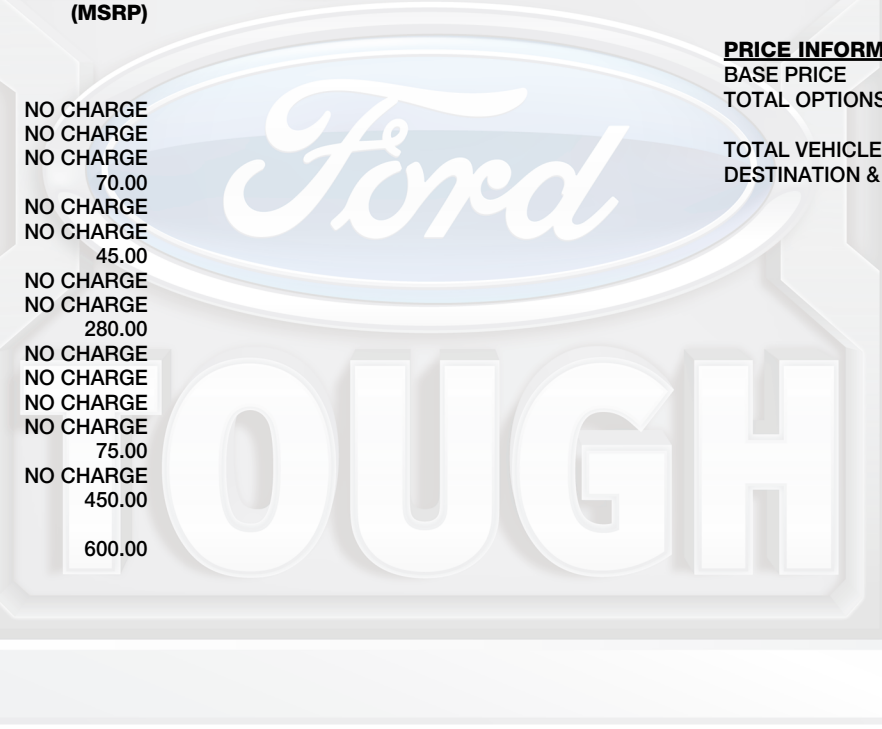 (MSRP)
NO CHARGE
NO CHARGE
NO CHARGE
70.00
NO CHARGE
NO CHARGE
45.00
NO CHARGE
NO CHARGE
280.00
NO CHARGE
NO CHARGE
NO CHARGE
NO CHARGE
75.00
NO CHARGE
450.00
600.00
PRICE INFORM
BASE PRICE
TOTAL OPTIONS
TOTAL VEHICLE
DESTINATION &
Ford
TOUGH